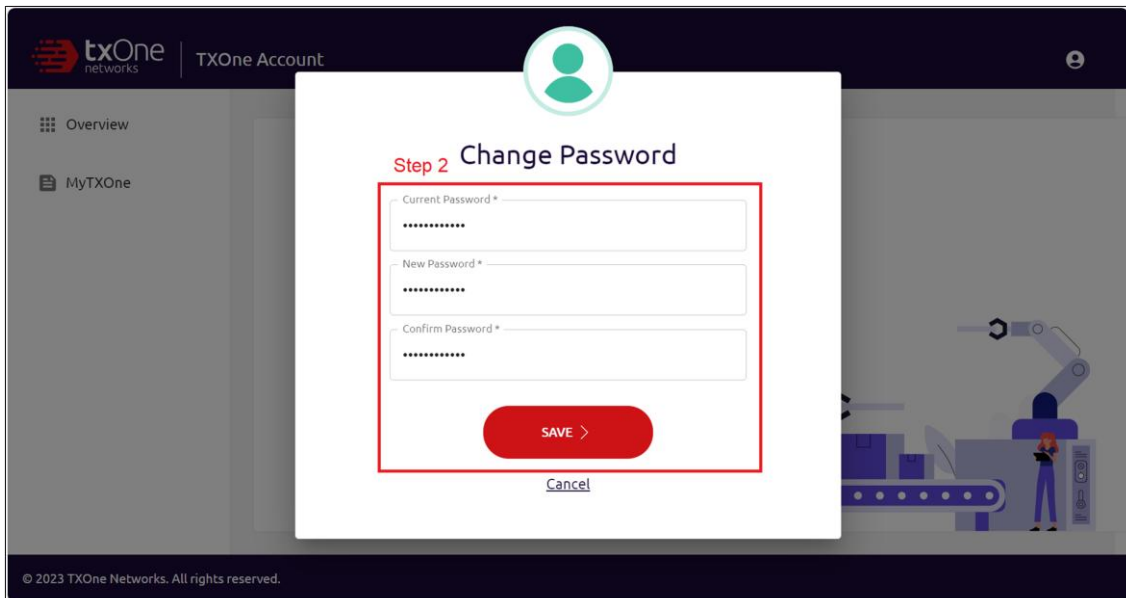 txOne
networks
TXOne Account
Overview
MyTXOne
Step 2
Change Password
Current Password *
••••••••••••
New Password *
••••••••••••
Confirm Password *
••••••••••••
SAVE >
Cancel
© 2023 TXOne Networks. All rights reserved.